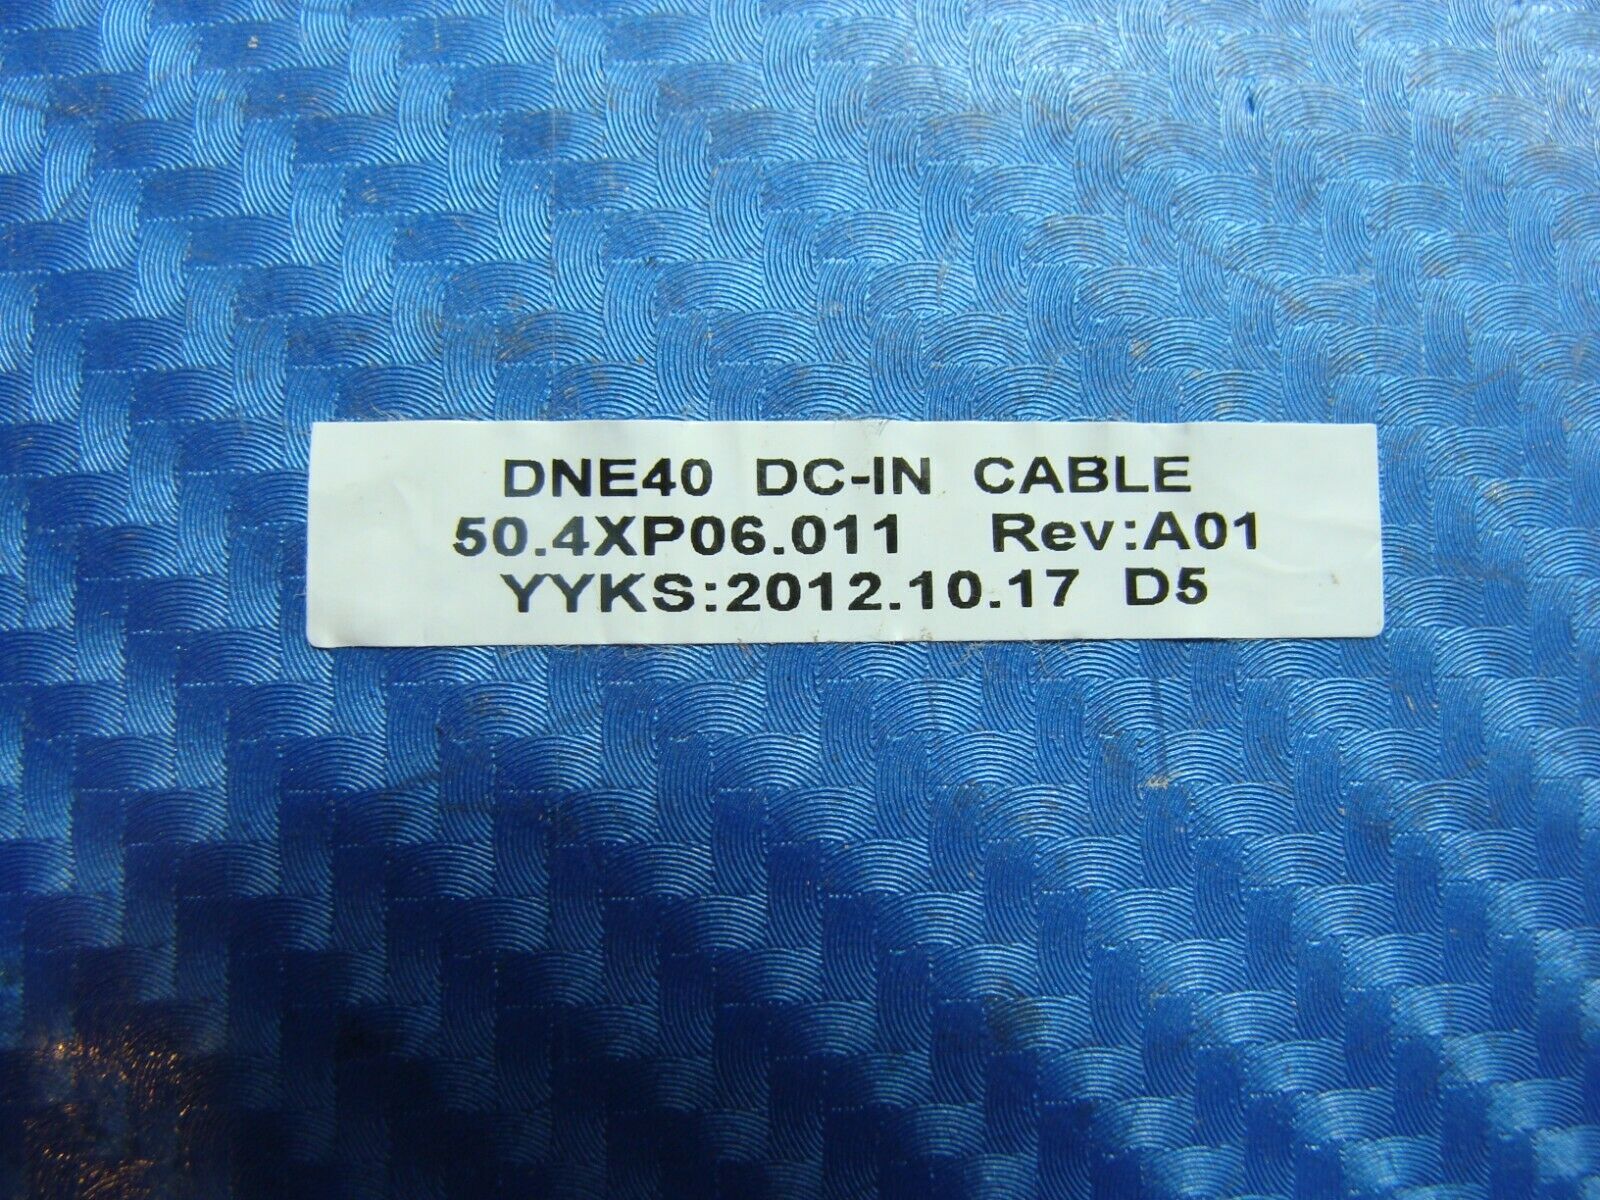 DNE40 DC-IN CABLE
50.4XP06.011 Rev:A01
YYKS:2012.10.17 D5